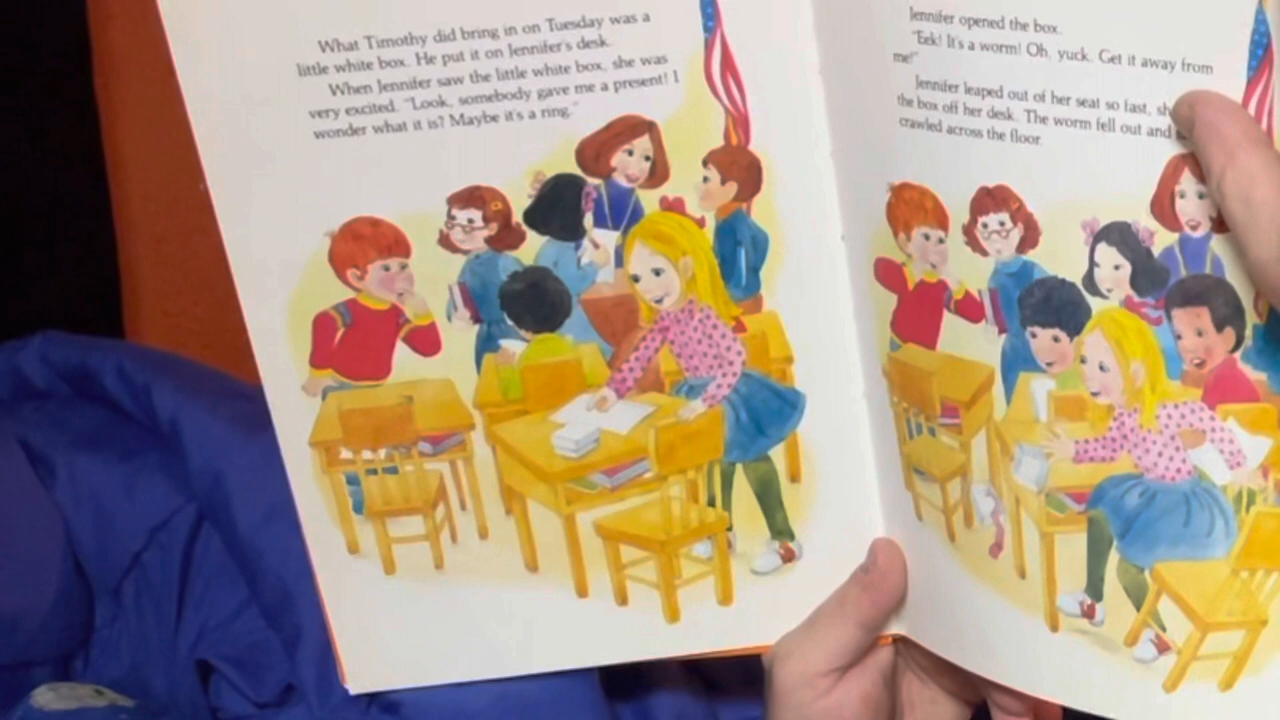 What Timothy did bring in on Tuesday was a
little white box. He put it on Jennifer's desk.
When Jennifer saw the little white box, she was
very excited. "Look, somebody gave me a present! I
wonder what it is? Maybe it's a ring."
Jennifer opened the box.
"Eek! It's a worm! Oh, yuck. Get it away from
me!"
Jennifer leaped out of her seat so fast,
the box off her desk. The worm fell out and
crawled across the floor.